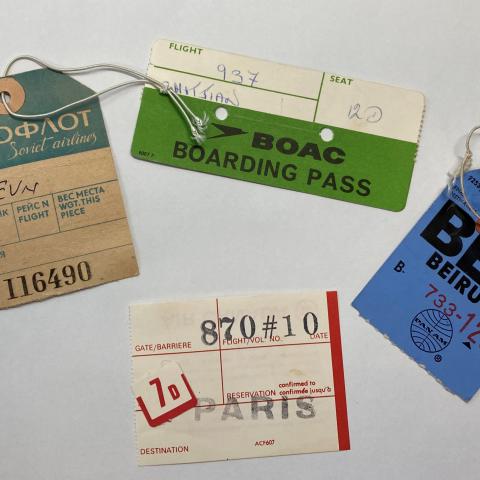 ОФЛОТ
Soviet airlines
EVN
РЕЙС N
FLIGHT
ВЕС МЕСТА
WGT.THIS
PIECE
116490
FLIGHT
937
SEAT
12D
BOAC
BOARDING PASS
BEIRU
B-
733-12
PAN AM
870#10
GATE/BARRIERE
FLIGHT/VOL NO.
DATE
7D
RESERVATION
confirmed to
confirmée jusqu'à
PARIS
DESTINATION
ACF607